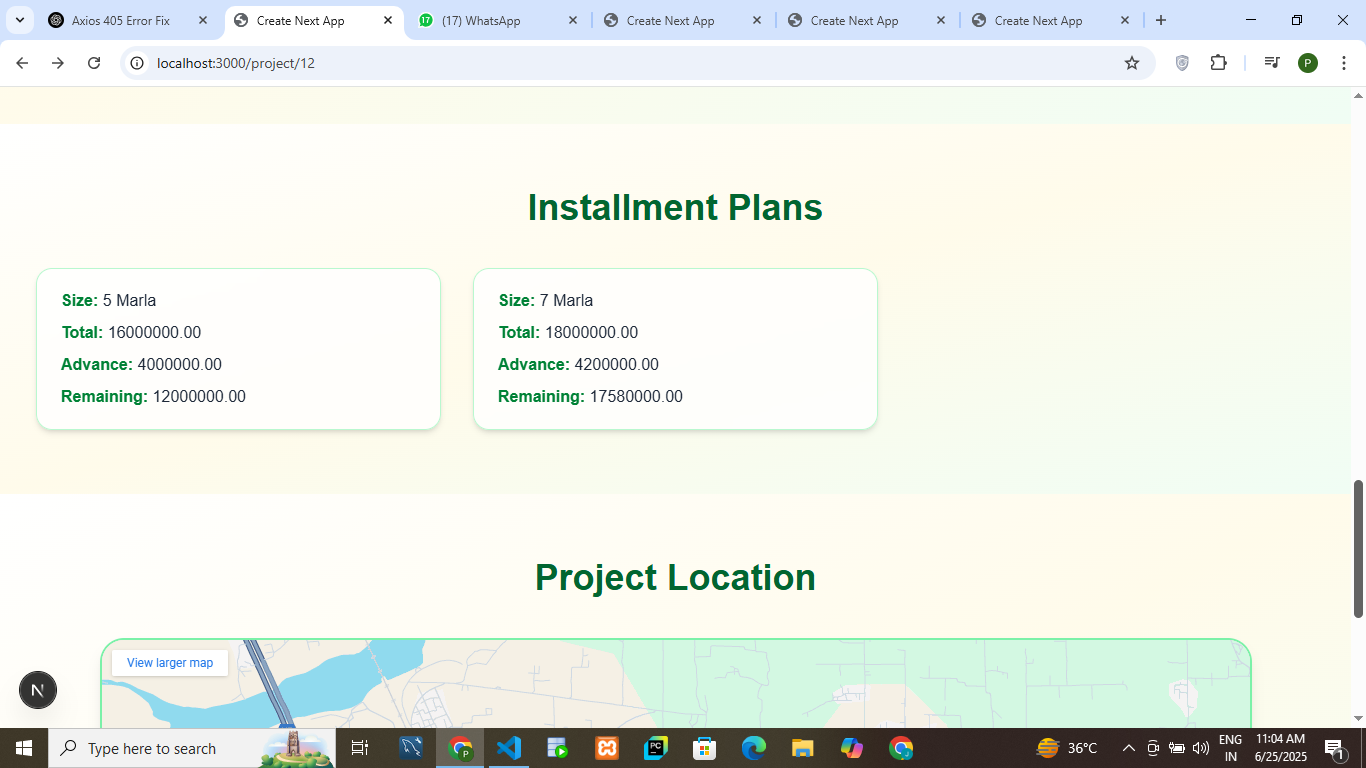 Axios 405 Error Fix
Create Next App
(17) WhatsApp
Create Next App
Create Next App
Create Next App
localhost:3000/project/12
P
Installment Plans
Size: 5 Marla
Total: 16000000.00
Advance: 4000000.00
Remaining: 12000000.00
Size: 7 Marla
Total: 18000000.00
Advance: 4200000.00
Remaining: 17580000.00
Project Location
View larger map
N
Type here to search
36°C
ENG
IN
11:04 AM
6/25/2025
1